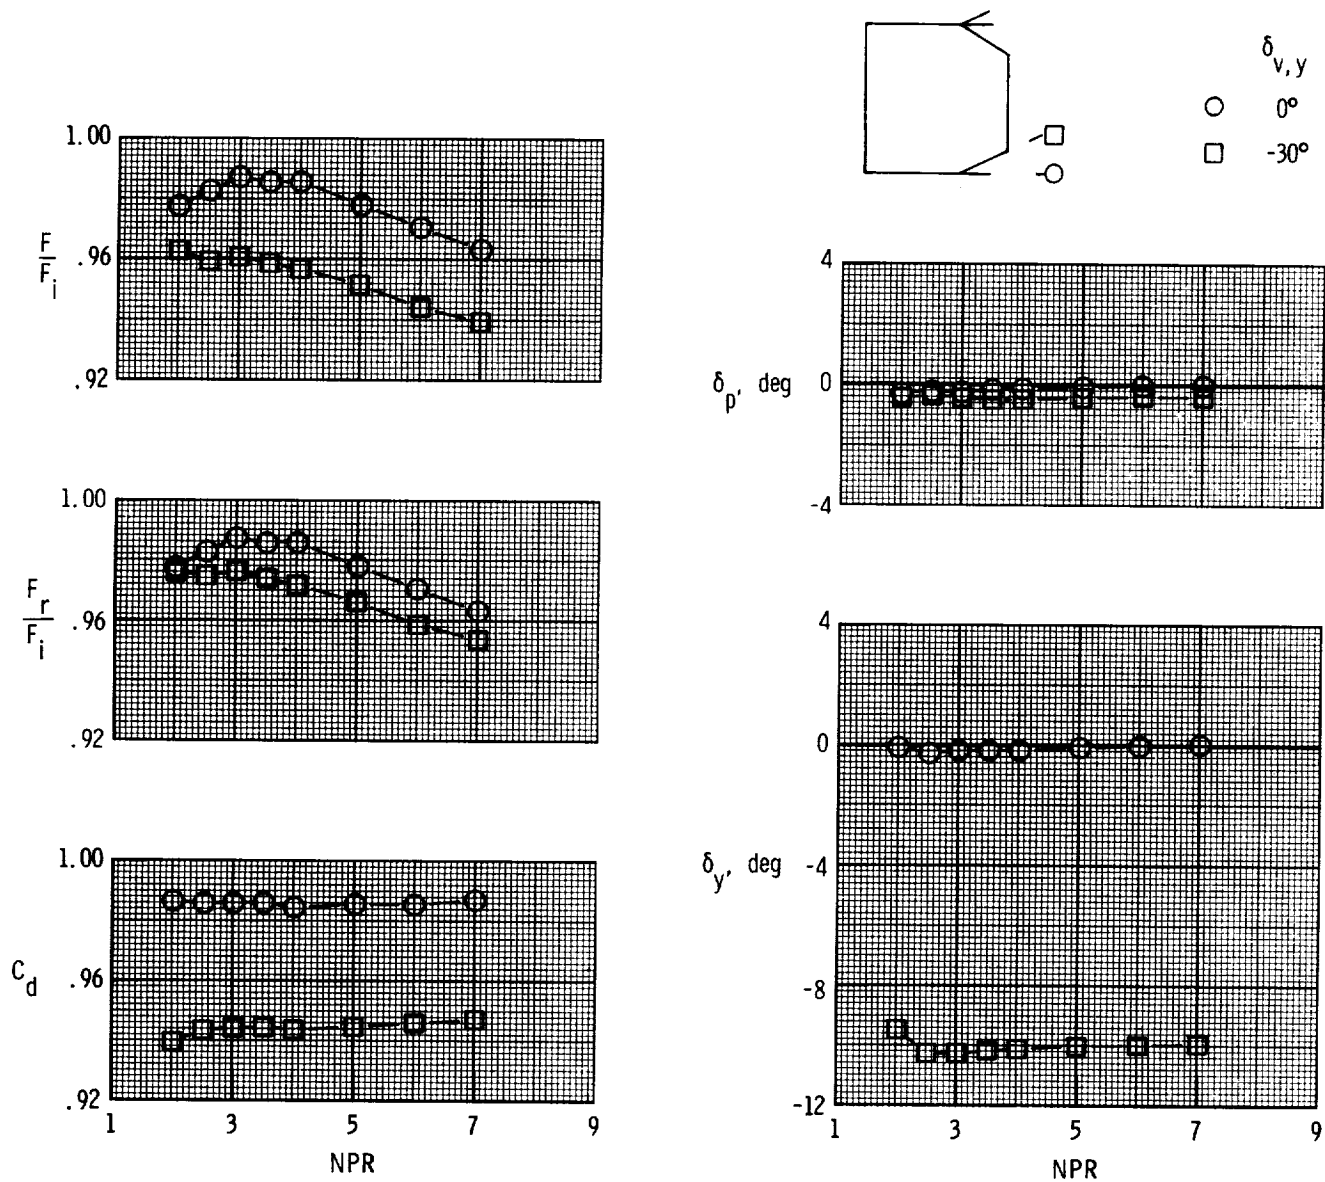 δv,y
0°
-30°
1.00
F/Fi .96
.92
1.00
Fr/Fi .96
.92
1.00
Cd .96
.92
1 3 5 7 9
NPR
4
δp, deg 0
-4
4
0
δy, deg -4
-8
-12
1 3 5 7 9
NPR